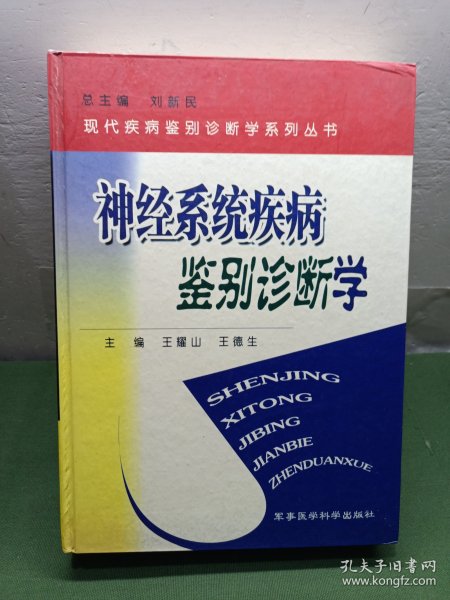 总主编 刘新民
现代疾病鉴别诊断学系列丛书
神经系统疾病
鉴别诊断学
主 编 王耀山 王德生
SHENJING
XITONG
JIBING
JIANBIE
ZHENDUANXUE
军事医学科学出版社
孔夫子旧书网
www.kongfz.com